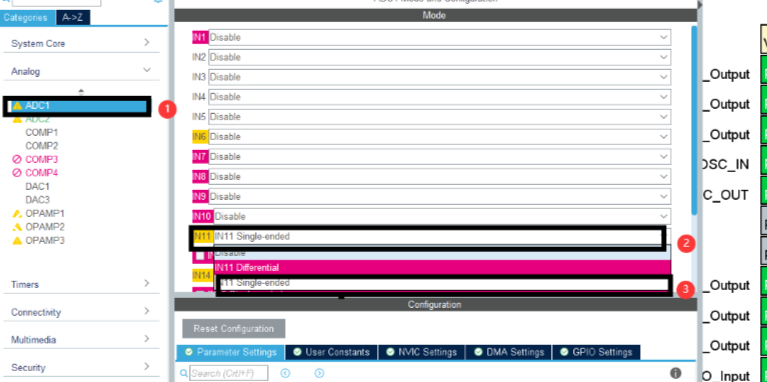 Categories A->Z
System Core
Analog
ADC1
ADC2
COMP1
COMP2
COMP3
COMP4
DAC1
DAC3
OPAMP1
OPAMP2
OPAMP3
Timers
Connectivity
Multimedia
Security
1
Mode
IN1 Disable
IN2 Disable
IN3 Disable
IN4 Disable
IN5 Disable
IN6 Disable
IN7 Disable
IN8 Disable
IN9 Disable
IN10 Disable
IN11 IN11 Single-ended
2
Disable
IN11 Differential
IN14
IN11 Single-ended
3
Configuration
Reset Configuration
Parameter Settings User Constants NVIC Settings DMA Settings GPIO Settings
Search (Crtl+F)
_Output
_Output
_Output
OSC_IN
C_OUT
_Output
_Output
_Output
O_Input